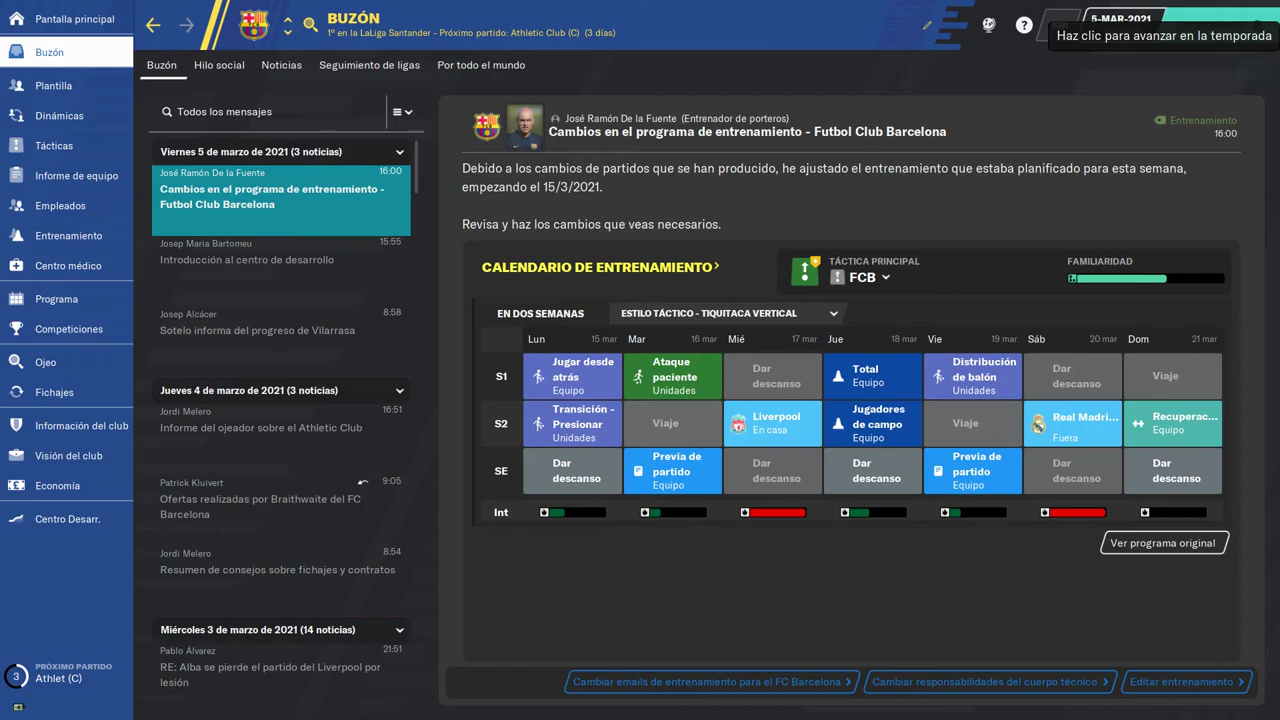 Pantalla principal
Buzón
Plantilla
Dinámicas
Tácticas
Informe de equipo
Empleados
Entrenamiento
Centro médico
Programa
Competiciones
Ojeo
Fichajes
Información del club
Visión del club
Economía
Centro Desarr.
3
PRÓXIMO PARTIDO
Athlet (C)
BUZÓN
1º en la LaLiga Santander - Próximo partido: Athletic Club (C) (3 días)
5-MAR-2021
Haz clic para avanzar en la temporada
Buzón
Hilo social
Noticias
Seguimiento de ligas
Por todo el mundo
Todos los mensajes
Viernes 5 de marzo de 2021 (3 noticias)
José Ramón De la Fuente 16:00
Cambios en el programa de entrenamiento -
Futbol Club Barcelona
Josep Maria Bartomeu 15:55
Introducción al centro de desarrollo
Josep Alcácer 8:58
Sotelo informa del progreso de Vilarrasa
Jueves 4 de marzo de 2021 (3 noticias)
Jordi Melero 16:51
Informe del ojeador sobre el Athletic Club
Patrick Kluivert 9:05
Ofertas realizadas por Braithwaite del FC
Barcelona
Jordi Melero 8:54
Resumen de consejos sobre fichajes y contratos
Miércoles 3 de marzo de 2021 (14 noticias)
Pablo Álvarez 21:51
RE: Alba se pierde el partido del Liverpool por
lesión
José Ramón De la Fuente (Entrenador de porteros)
Cambios en el programa de entrenamiento - Futbol Club Barcelona
Entrenamiento
16:00
Debido a los cambios de partidos que se han producido, he ajustado el entrenamiento que estaba planificado para esta semana,
empezando el 15/3/2021.
Revisa y haz los cambios que veas necesarios.
CALENDARIO DE ENTRENAMIENTO
TÁCTICA PRINCIPAL
FCB
FAMILIARIDAD
EN DOS SEMANAS
ESTILO TÁCTICO - TIQUITACA VERTICAL
Lun 15 mar Mar 16 mar Mié 17 mar Jue 18 mar Vie 19 mar Sáb 20 mar Dom 21 mar
S1
Jugar desde
atrás
Equipo
Ataque
paciente
Unidades
Dar
descanso
Total
Equipo
Distribución
de balón
Unidades
Dar
descanso
Viaje
S2
Transición -
Presionar
Unidades
Viaje
Liverpool
En casa
Jugadores
de campo
Equipo
Viaje
Real Madri...
Fuera
Recuperac...
Equipo
SE
Dar
descanso
Previa de
partido
Equipo
Dar
descanso
Dar
descanso
Previa de
partido
Equipo
Dar
descanso
Dar
descanso
Int
Ver programa original
Cambiar emails de entrenamiento para el FC Barcelona
Cambiar responsabilidades del cuerpo técnico
Editar entrenamiento